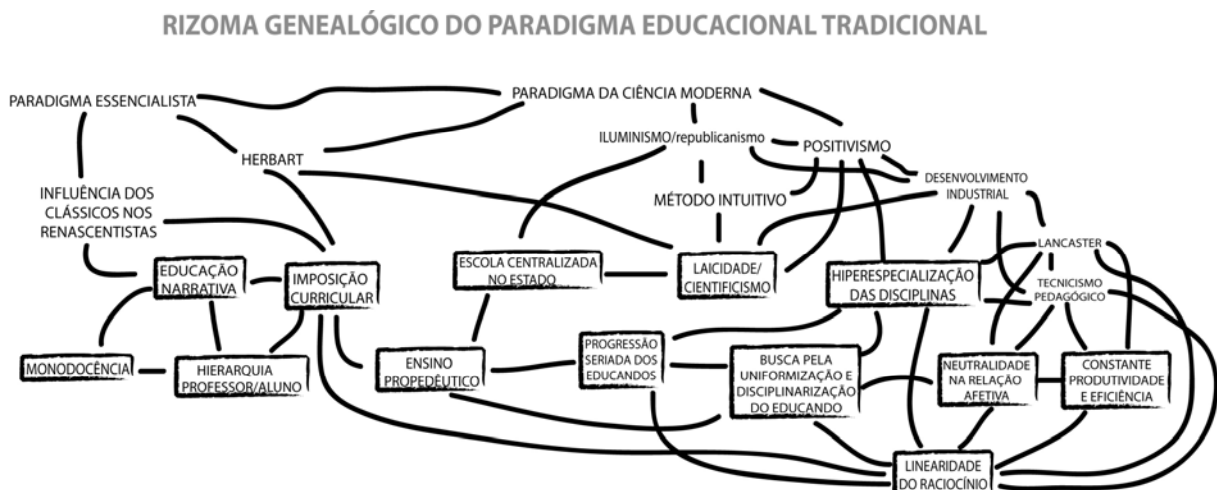 RIZOMA GENEALÓGICO DO PARADIGMA EDUCACIONAL TRADICIONAL
PARADIGMA ESSENCIALISTA
PARADIGMA DA CIÊNCIA MODERNA
ILUMINISMO/republicanismo
POSITIVISMO
HERBART
DESENVOLVIMENTO
INDUSTRIAL
INFLUÊNCIA DOS
CLÁSSICOS NOS
RENASCENTISTAS
MÉTODO INTUITIVO
LANCASTER
EDUCAÇÃO
NARRATIVA
IMPOSIÇÃO
CURRICULAR
ESCOLA CENTRALIZADA
NO ESTADO
LAICIDADE/
CIENTIFICISMO
HIPERESPECIALIZAÇÃO
DAS DISCIPLINAS
TECNICISMO
PEDAGÓGICO
MONODOCÊNCIA
HIERARQUIA
PROFESSOR/ALUNO
ENSINO
PROPEDÊUTICO
PROGRESSÃO
SERIADA DOS
EDUCANDOS
BUSCA PELA
UNIFORMIZAÇÃO E
DISCIPLINARIZAÇÃO
DO EDUCANDO
NEUTRALIDADE
NA RELAÇÃO
AFETIVA
CONSTANTE
PRODUTIVIDADE
E EFICIÊNCIA
LINEARIDADE
DO RACIOCÍNIO